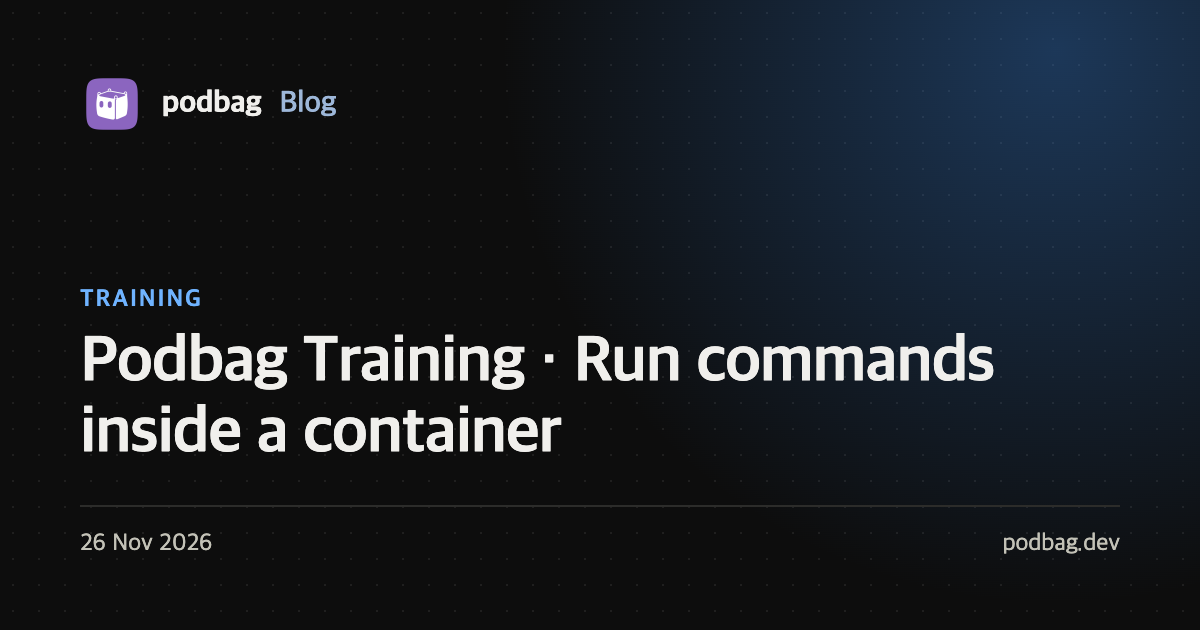 podbag Blog
TRAINING
Podbag Training · Run commands
inside a container
26 Nov 2026
podbag.dev